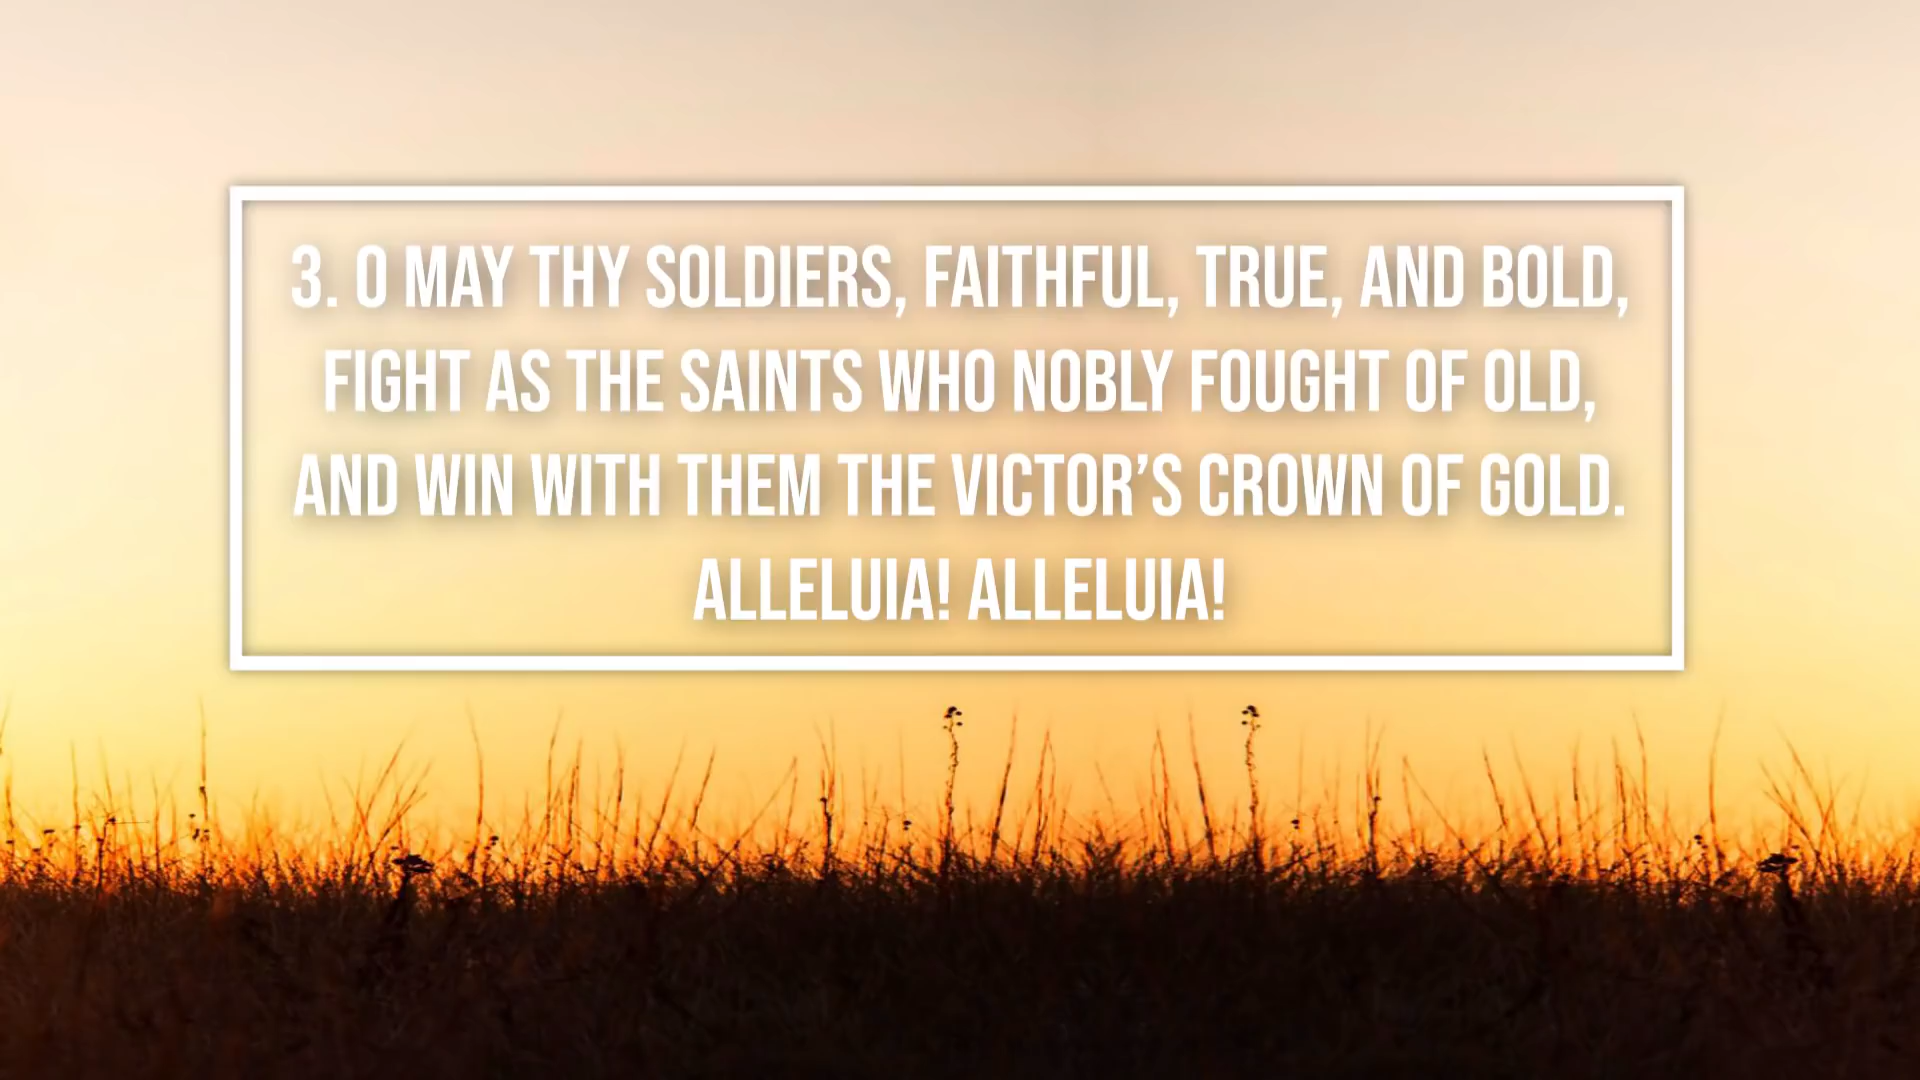 3. O MAY THY SOLDIERS, FAITHFUL, TRUE, AND BOLD,
FIGHT AS THE SAINTS WHO NOBLY FOUGHT OF OLD,
AND WIN WITH THEM THE VICTOR’S CROWN OF GOLD.
ALLELUIA! ALLELUIA!